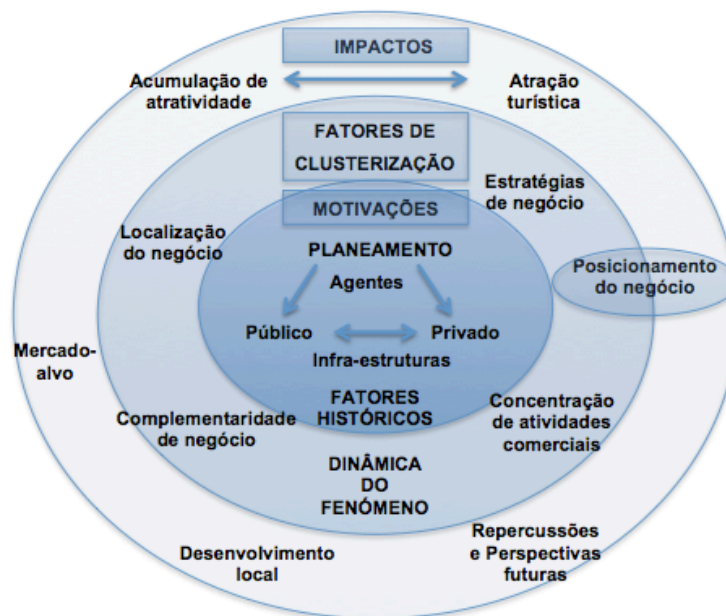 IMPACTOS
Acumulação de
atratividade
Atração
turística
FATORES DE
CLUSTERIZAÇÃO
Estratégias
de negócio
MOTIVAÇÕES
Localização
do negócio
PLANEAMENTO
Agentes
Posicionamento
do negócio
Público
Privado
Infra-estruturas
Mercado-
alvo
FATORES
HISTÓRICOS
Complementaridade
de negócio
Concentração
de atividades
comerciais
DINÂMICA
DO
FENÓMENO
Desenvolvimento
local
Repercussões
e Perspectivas
futuras